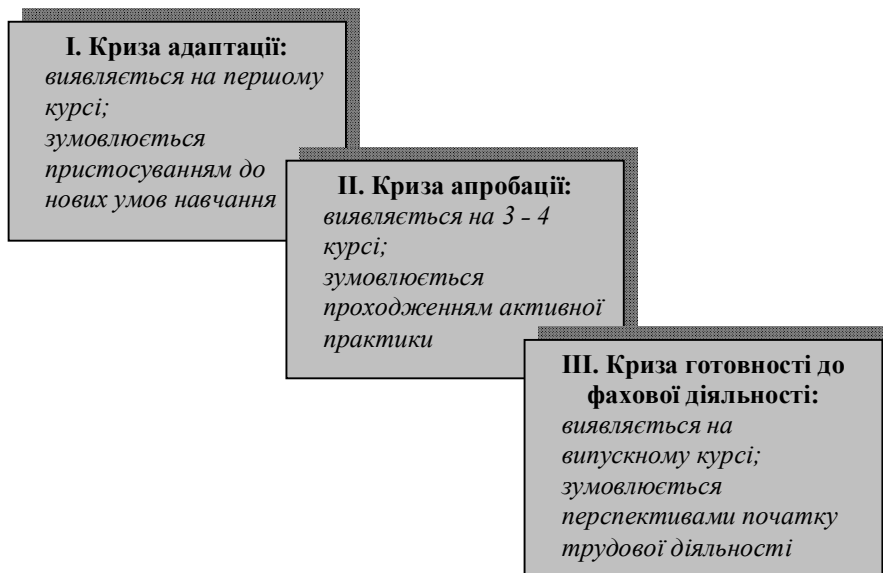 І. Криза адаптації:
виявляється на першому
курсі;
зумовлюється
пристосуванням до
нових умов навчання
ІІ. Криза апробації:
виявляється на 3 - 4
курсі;
зумовлюється
проходженням активної
практики
ІІІ. Криза готовності до
фахової діяльності:
виявляється на
випускному курсі;
зумовлюється
перспективами початку
трудової діяльності